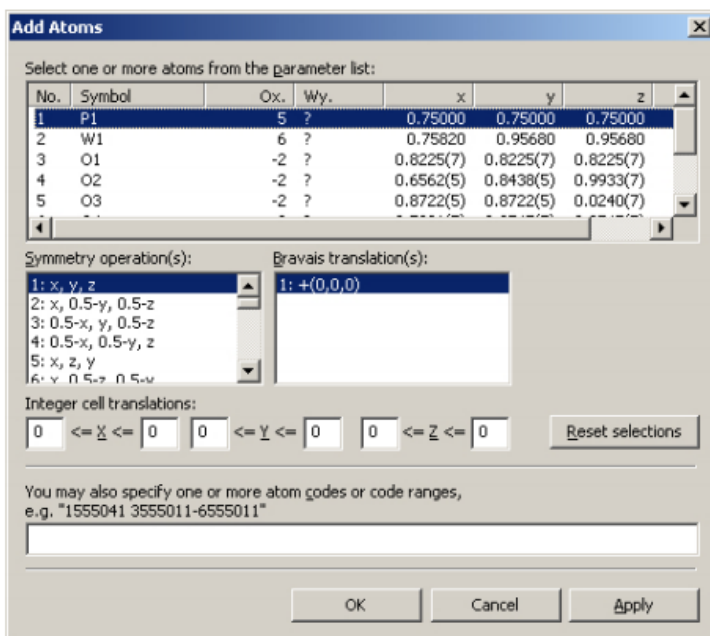 Add Atoms
Select one or more atoms from the parameter list:
No. Symbol Ox. Wy. x y z
1 P1 5 ? 0.75000 0.75000 0.75000
2 W1 6 ? 0.75820 0.95680 0.95680
3 O1 -2 ? 0.8225(7) 0.8225(7) 0.8225(7)
4 O2 -2 ? 0.6562(5) 0.8438(5) 0.9933(7)
5 O3 -2 ? 0.8722(5) 0.8722(5) 0.0240(7)
Symmetry operation(s): Bravais translation(s):
1: x, y, z 1: +(0,0,0)
2: x, 0.5-y, 0.5-z
3: 0.5-x, y, 0.5-z
4: 0.5-x, 0.5-y, z
5: x, z, y
6: x, 0.5-z, 0.5-y
Integer cell translations:
0 <= X <= 0 0 <= Y <= 0 0 <= Z <= 0 Reset selections
You may also specify one or more atom codes or code ranges,
e.g. "1555041 3555011-6555011"
OK Cancel Apply